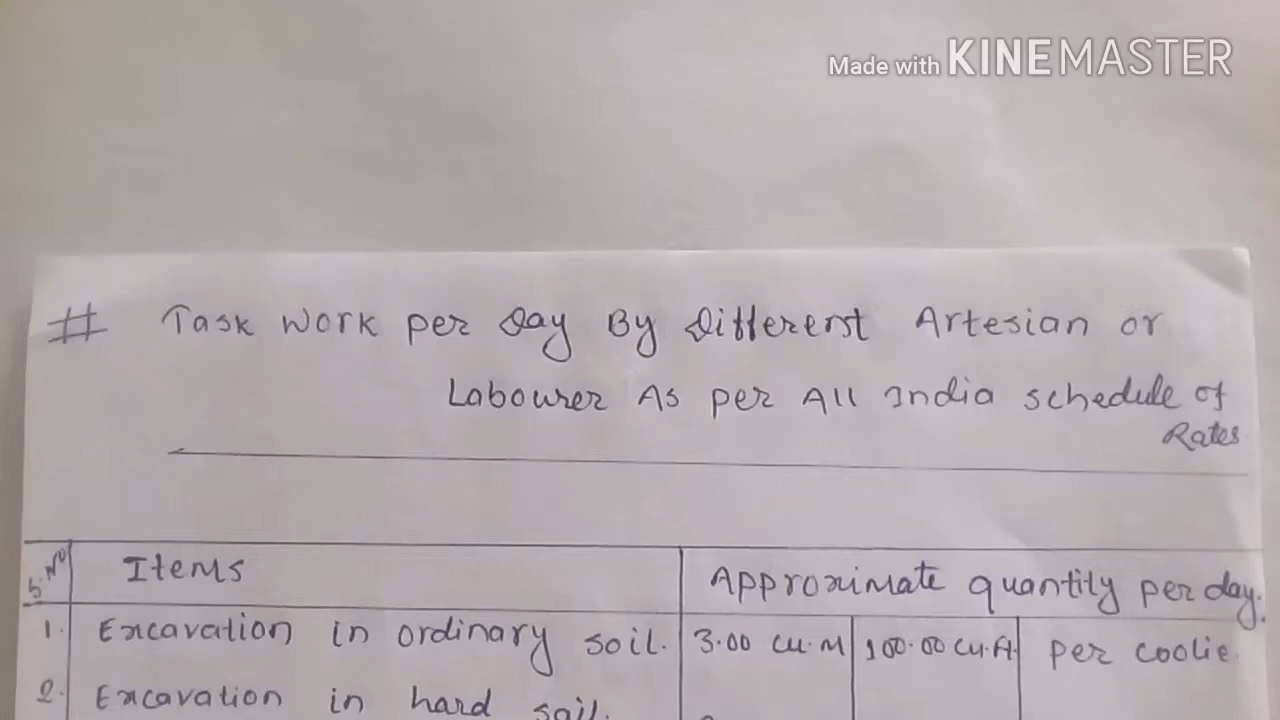 Made with KINEMASTER
# Task Work per Day By Different Artesian or
Labourer As per All India schedule of
Rates
S.No Items Approximate quantity per day.
1. Excavation in ordinary soil. 3.00 cu.M 100.00 cu.ft per coolie.
2. Excavation in hard soil.